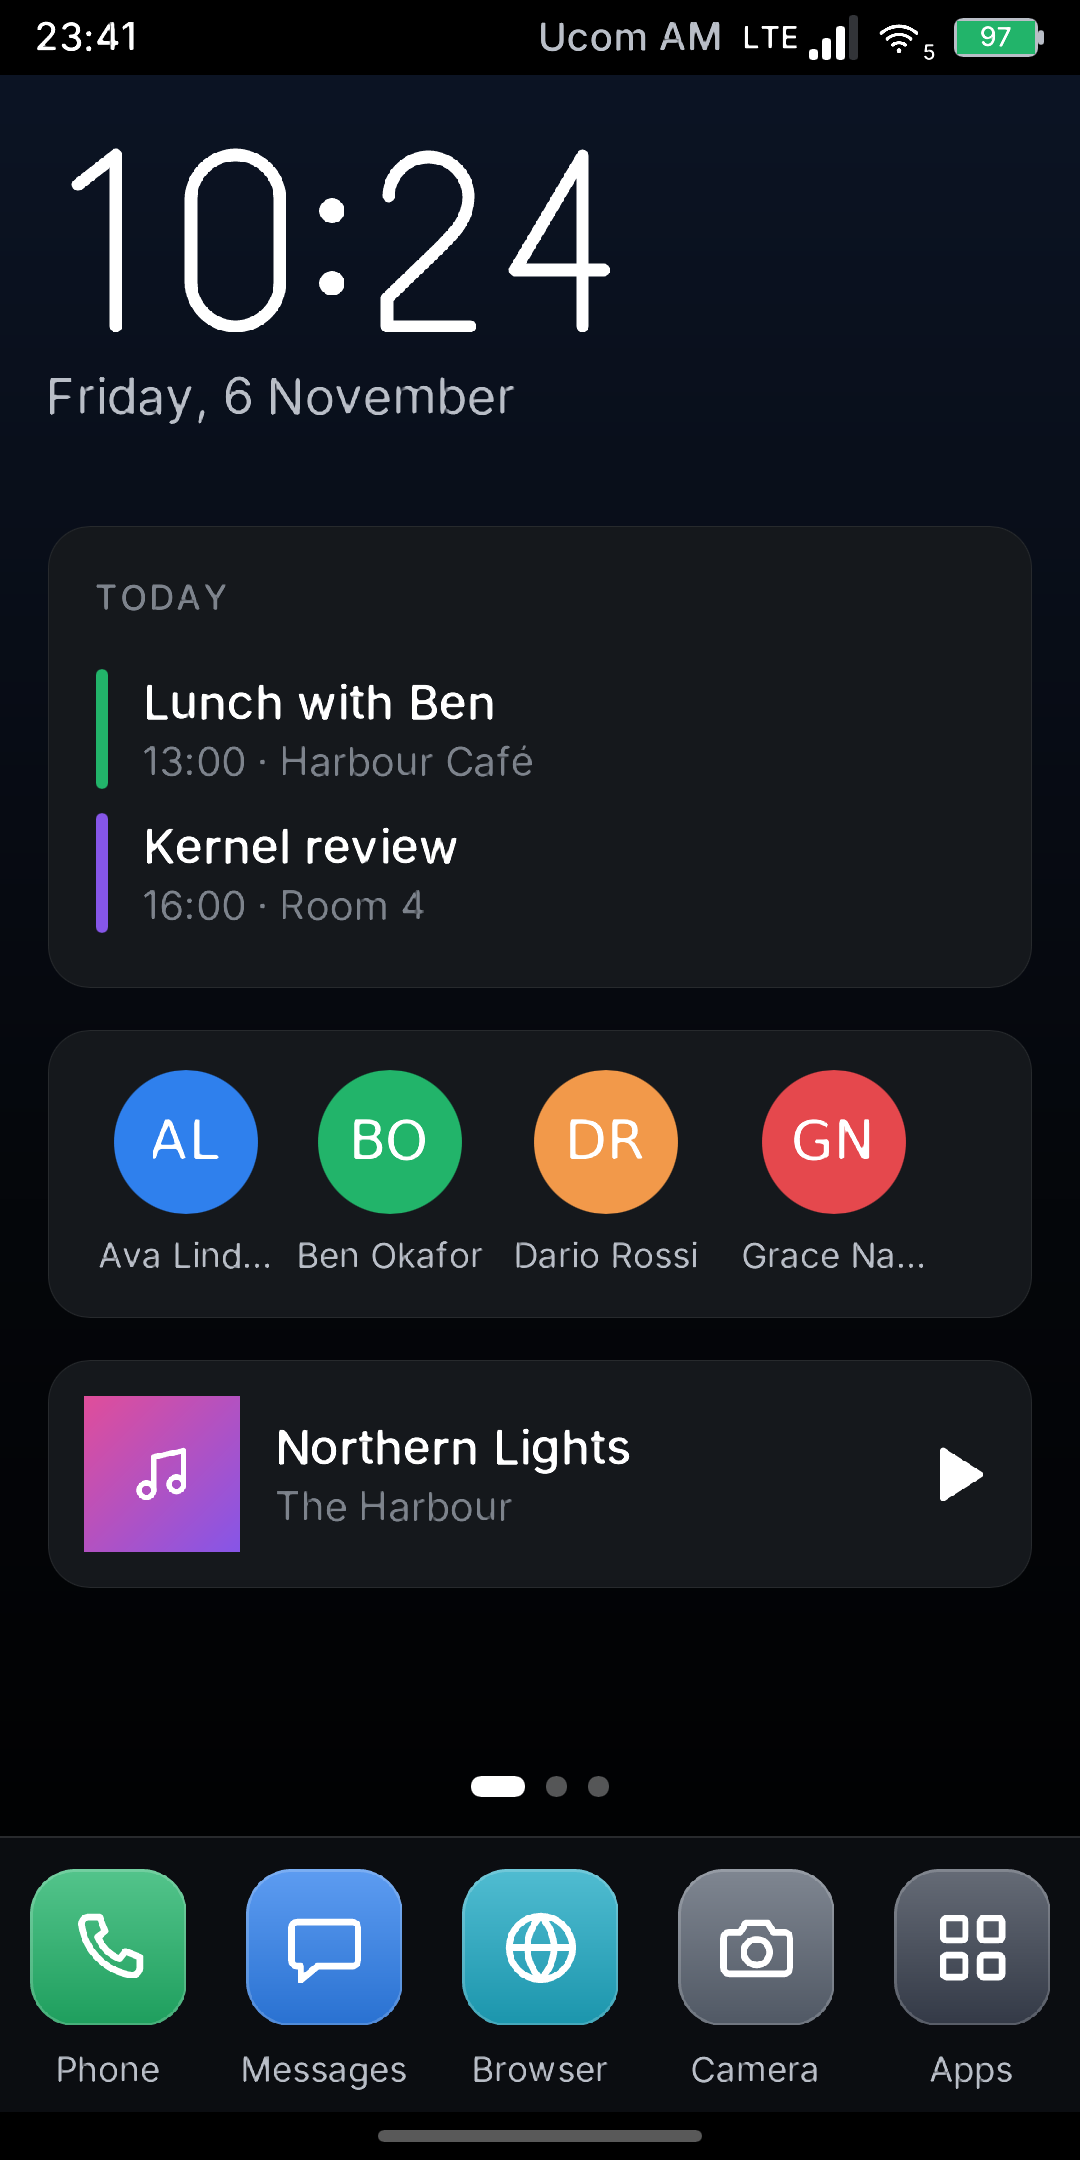 23:41 Ucom AM LTE 5 97
10:24
Friday, 6 November
TODAY
Lunch with Ben
13:00 · Harbour Café
Kernel review
16:00 · Room 4
AL BO DR GN
Ava Lind... Ben Okafor Dario Rossi Grace Na...
Northern Lights
The Harbour
Phone Messages Browser Camera Apps